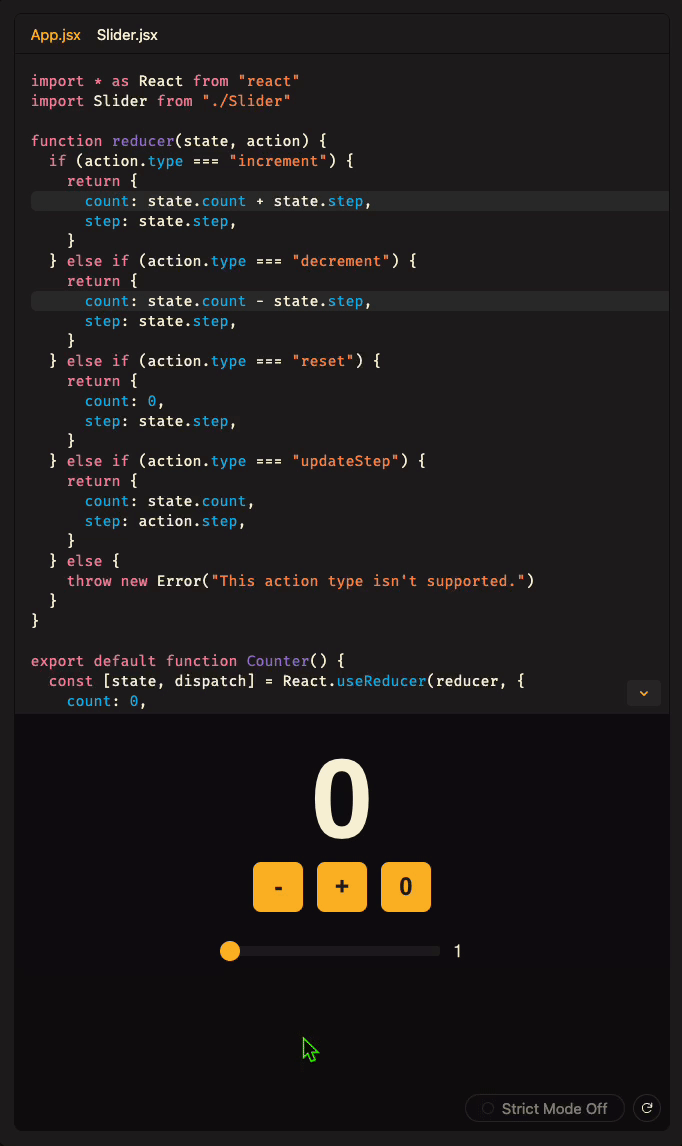 App.jsx Slider.jsx
import * as React from "react"
import Slider from "./Slider"

function reducer(state, action) {
  if (action.type === "increment") {
    return {
      count: state.count + state.step,
      step: state.step,
    }
  } else if (action.type === "decrement") {
    return {
      count: state.count - state.step,
      step: state.step,
    }
  } else if (action.type === "reset") {
    return {
      count: 0,
      step: state.step,
    }
  } else if (action.type === "updateStep") {
    return {
      count: state.count,
      step: action.step,
    }
  } else {
    throw new Error("This action type isn't supported.")
  }
}

export default function Counter() {
  const [state, dispatch] = React.useReducer(reducer, {
    count: 0,
0
- + 0
1
Strict Mode Off